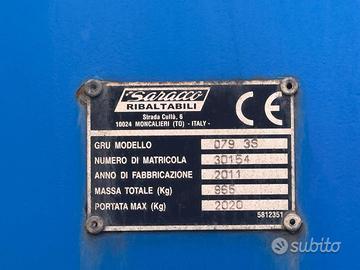 Saracco
RIBALTABILI
Strada Cullà, 6
10024 MONCALIERI (TO) - ITALY -
CE
GRU MODELLO 079 3S
NUMERO DI MATRICOLA 30154
ANNO DI FABBRICAZIONE 2011
MASSA TOTALE (Kg) 965
PORTATA MAX (Kg) 2020
5812351
subito